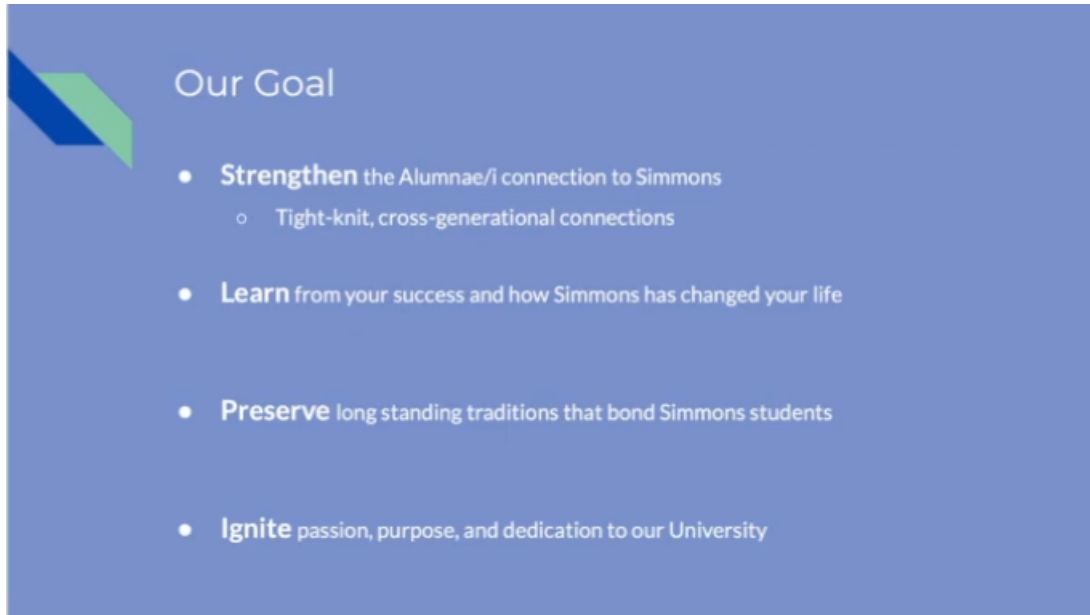 Our Goal
● Strengthen the Alumnae/i connection to Simmons
○ Tight-knit, cross-generational connections
● Learn from your success and how Simmons has changed your life
● Preserve long standing traditions that bond Simmons students
● Ignite passion, purpose, and dedication to our University